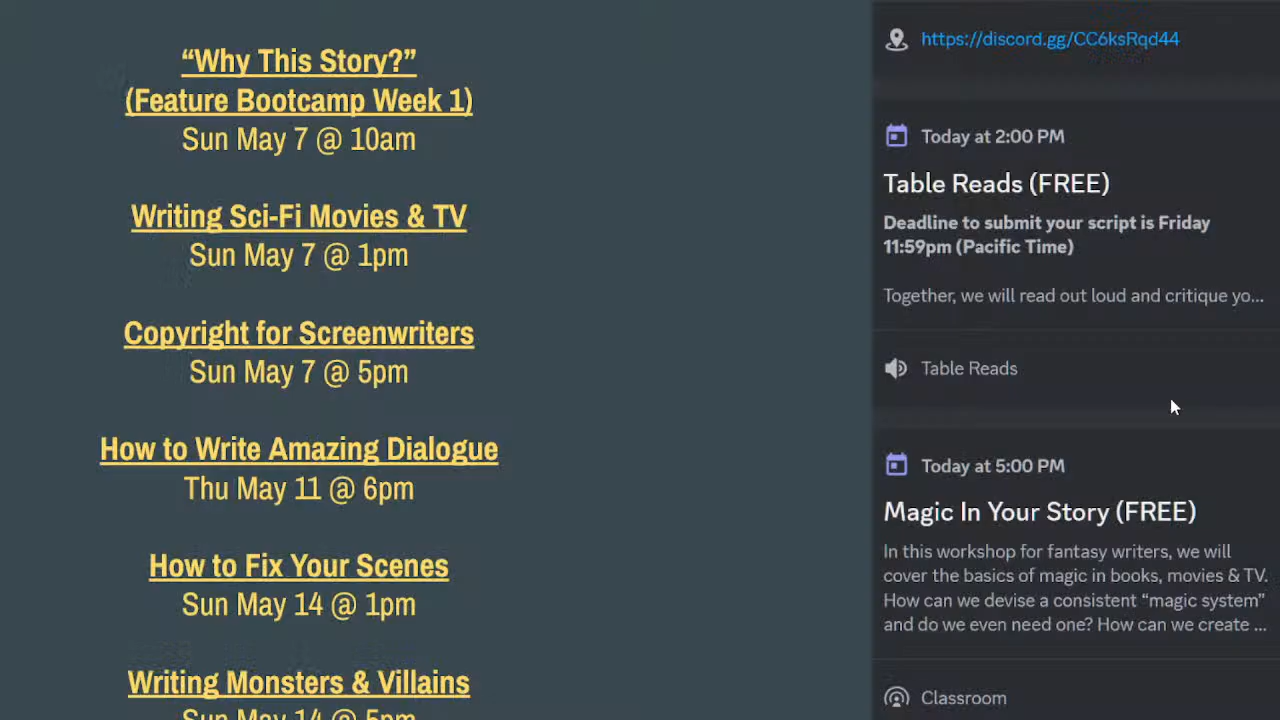 “Why This Story?”
(Feature Bootcamp Week 1)
Sun May 7 @ 10am
Writing Sci-Fi Movies & TV
Sun May 7 @ 1pm
Copyright for Screenwriters
Sun May 7 @ 5pm
How to Write Amazing Dialogue
Thu May 11 @ 6pm
How to Fix Your Scenes
Sun May 14 @ 1pm
Writing Monsters & Villains
Sun May 14 @ 5pm
https://discord.gg/CC6ksRqd44
Today at 2:00 PM
Table Reads (FREE)
Deadline to submit your script is Friday
11:59pm (Pacific Time)
Together, we will read out loud and critique yo...
Table Reads
Today at 5:00 PM
Magic In Your Story (FREE)
In this workshop for fantasy writers, we will
cover the basics of magic in books, movies & TV.
How can we devise a consistent “magic system”
and do we even need one? How can we create ...
Classroom